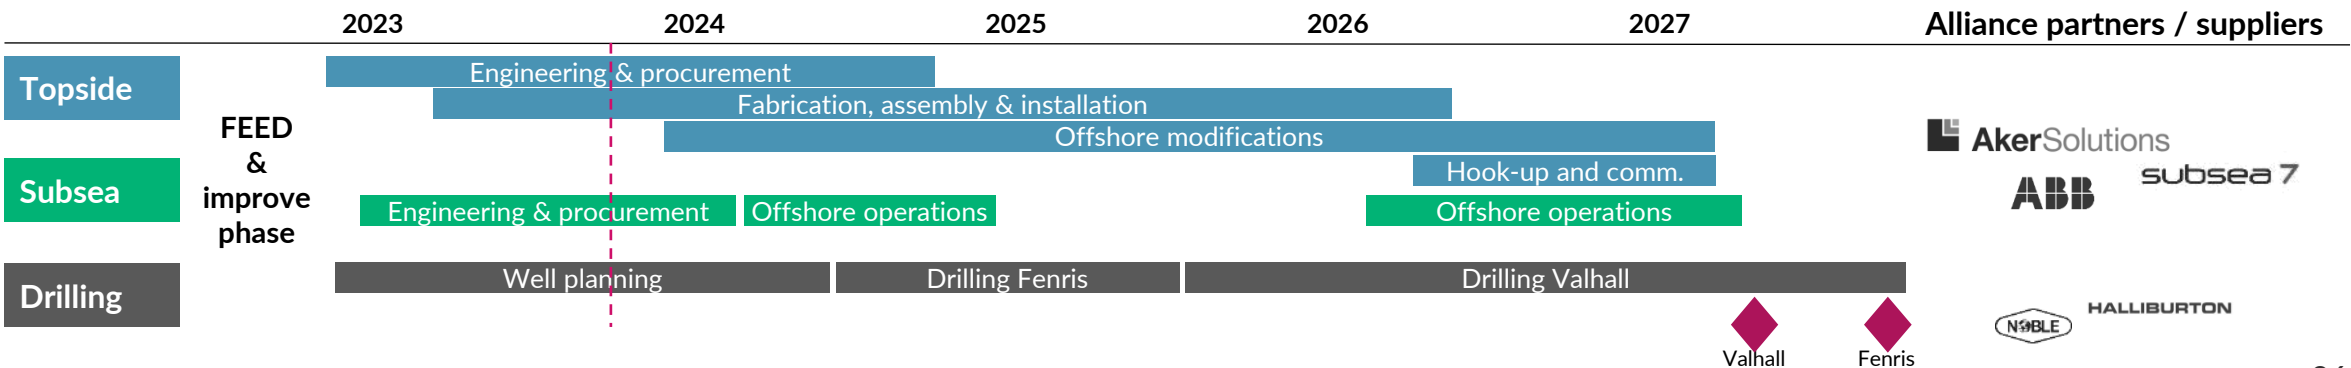 2023 2024 2025 2026 2027 Alliance partners / suppliers
Topside
Engineering & procurement
Fabrication, assembly & installation
Offshore modifications
Hook-up and comm.
FEED
&
improve
phase
Subsea
Engineering & procurement
Offshore operations
Offshore operations
Drilling
Well planning
Drilling Fenris
Drilling Valhall
Valhall
Fenris
AkerSolutions
subsea 7
ABB
HALLIBURTON
NOBLE